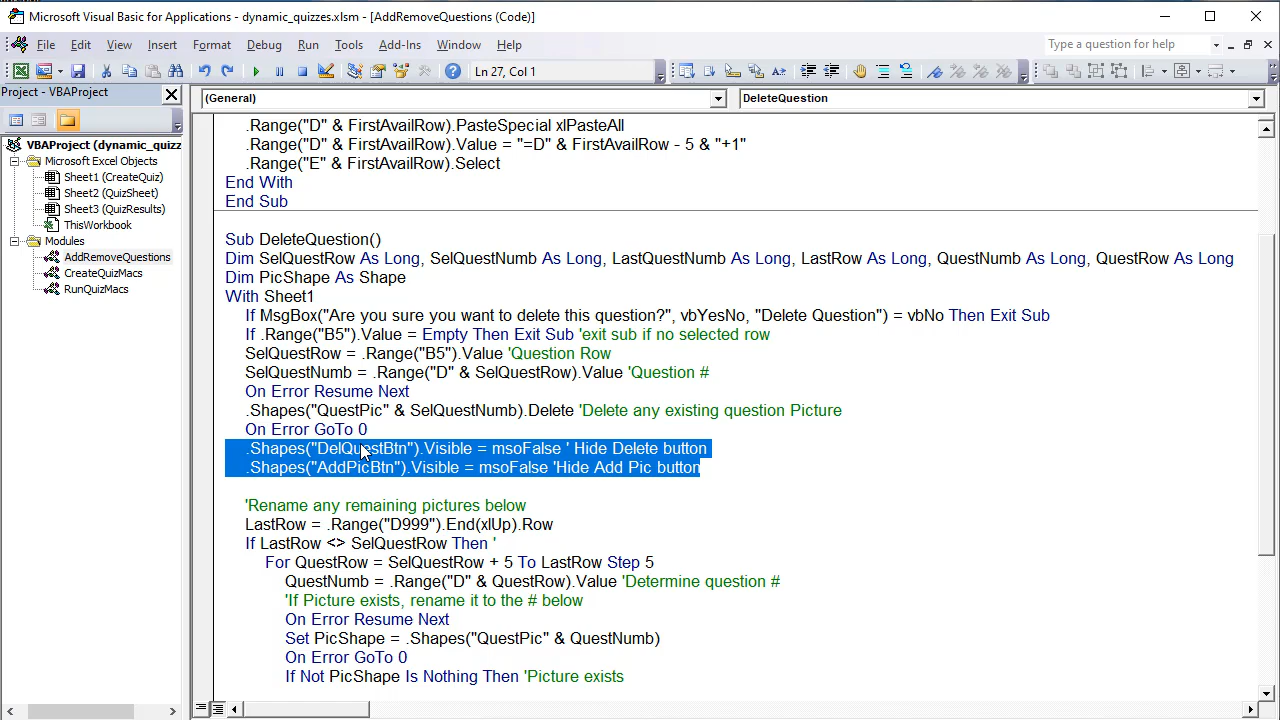 Microsoft Visual Basic for Applications - dynamic_quizzes.xlsm - [AddRemoveQuestions (Code)]
File Edit View Insert Format Debug Run Tools Add-Ins Window Help
Type a question for help
Ln 27, Col 1
Project - VBAProject
(General)
DeleteQuestion
VBAProject (dynamic_quizz
Microsoft Excel Objects
Sheet1 (CreateQuiz)
Sheet2 (QuizSheet)
Sheet3 (QuizResults)
ThisWorkbook
Modules
AddRemoveQuestions
CreateQuizMacs
RunQuizMacs
.Range("D" & FirstAvailRow).PasteSpecial xlPasteAll
.Range("D" & FirstAvailRow).Value = "=D" & FirstAvailRow - 5 & "+1"
.Range("E" & FirstAvailRow).Select
End With
End Sub
Sub DeleteQuestion()
Dim SelQuestRow As Long, SelQuestNumb As Long, LastQuestNumb As Long, LastRow As Long, QuestNumb As Long, QuestRow As Long
Dim PicShape As Shape
With Sheet1
If MsgBox("Are you sure you want to delete this question?", vbYesNo, "Delete Question") = vbNo Then Exit Sub
If .Range("B5").Value = Empty Then Exit Sub 'exit sub if no selected row
SelQuestRow = .Range("B5").Value 'Question Row
SelQuestNumb = .Range("D" & SelQuestRow).Value 'Question #
On Error Resume Next
.Shapes("QuestPic" & SelQuestNumb).Delete 'Delete any existing question Picture
On Error GoTo 0
.Shapes("DelQuestBtn").Visible = msoFalse ' Hide Delete button
.Shapes("AddPicBtn").Visible = msoFalse 'Hide Add Pic button
'Rename any remaining pictures below
LastRow = .Range("D999").End(xlUp).Row
If LastRow <> SelQuestRow Then '
For QuestRow = SelQuestRow + 5 To LastRow Step 5
QuestNumb = .Range("D" & QuestRow).Value 'Determine question #
'If Picture exists, rename it to the # below
On Error Resume Next
Set PicShape = .Shapes("QuestPic" & QuestNumb)
On Error GoTo 0
If Not PicShape Is Nothing Then 'Picture exists